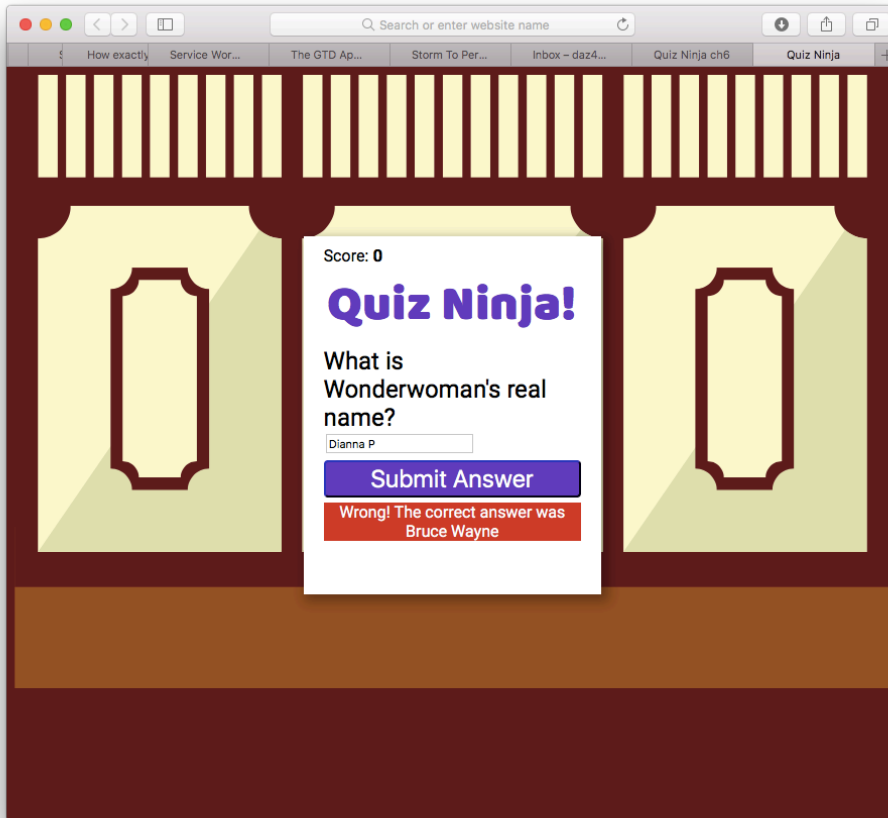 Search or enter website name
How exactly
Service Wor...
The GTD Ap...
Storm To Per...
Inbox – daz4...
Quiz Ninja ch6
Quiz Ninja
Score: 0
Quiz Ninja!
What is
Wonderwoman's real
name?
Dianna P
Submit Answer
Wrong! The correct answer was
Bruce Wayne